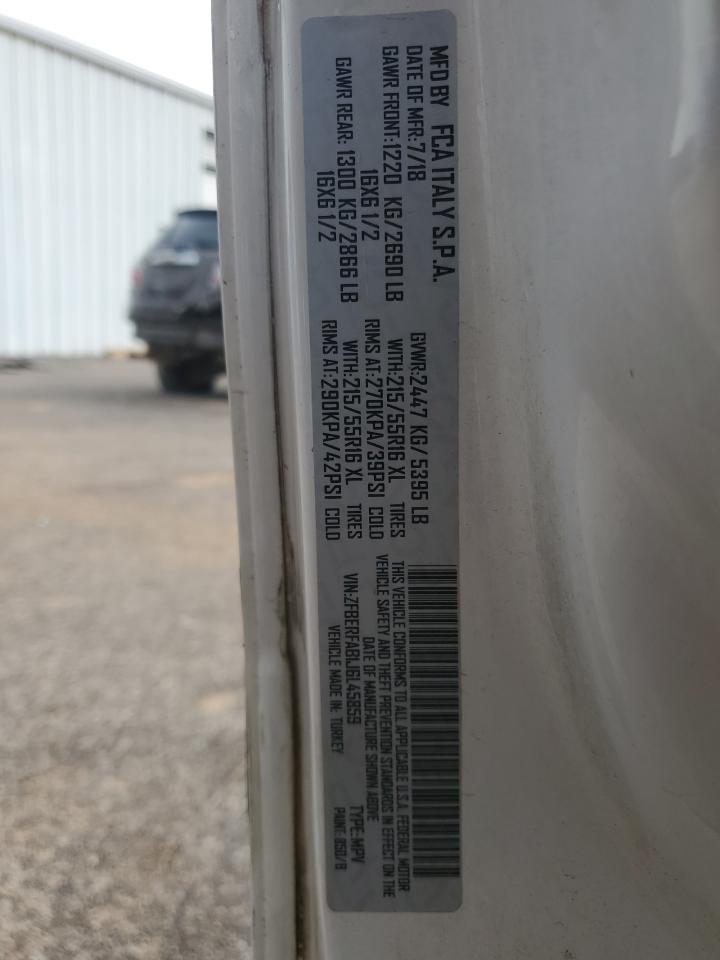 MFD BY FCA ITALY S.P.A.
DATE OF MFR:7/18 GVWR:2447 KG/5395 LB
GAWR FRONT:1220 KG/2690 LB WITH:215/55R16 XL TIRES
16X6 1/2 RIMS AT:270KPA/39PSI COLD
GAWR REAR: 1300 KG/2866 LB WITH:215/55R16 XL TIRES
16X6 1/2 RIMS AT:290KPA/42PSI COLD
THIS VEHICLE CONFORMS TO ALL APPLICABLE U.S.A. FEDERAL MOTOR
VEHICLE SAFETY AND THEFT PREVENTION STANDARDS IN EFFECT ON THE
DATE OF MANUFACTURE SHOWN ABOVE
VIN:ZFBERFAB1J6L45859 TYPE:MPV
VEHICLE MADE IN: TURKEY PAINT: